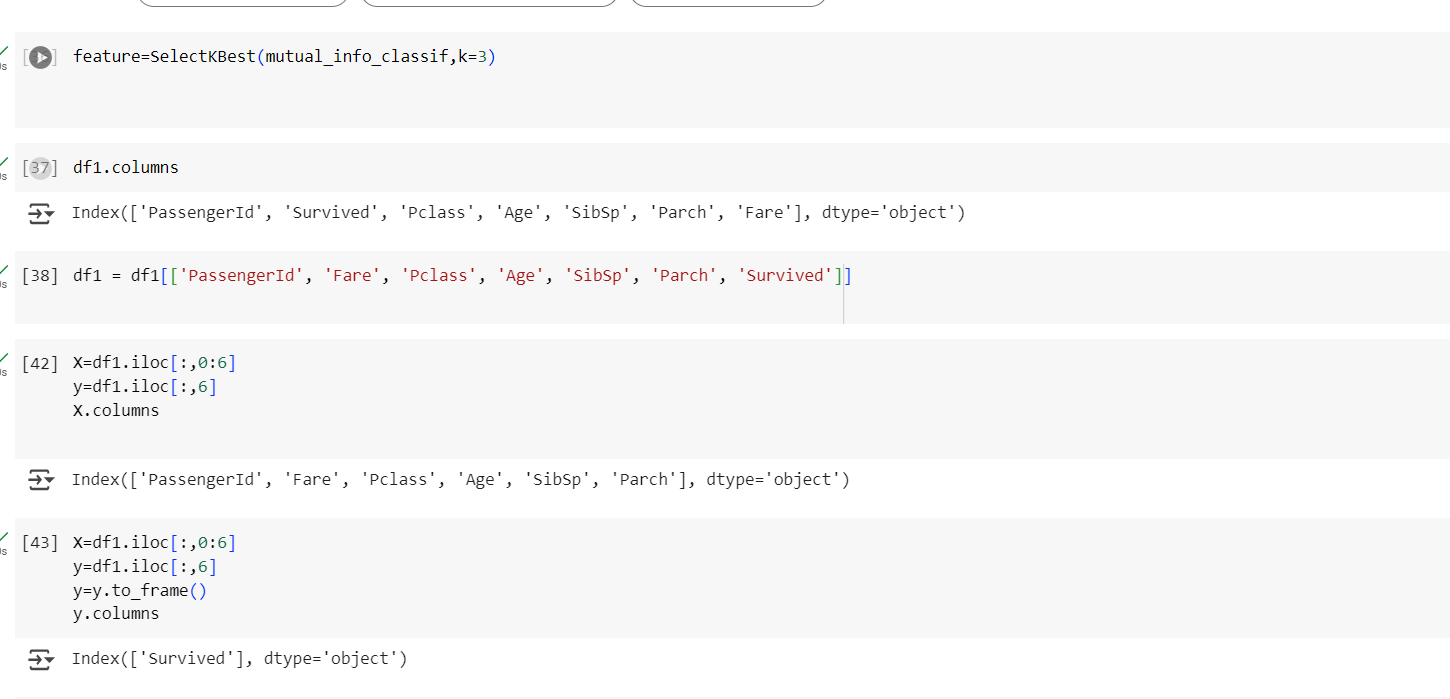 feature=SelectKBest(mutual_info_classif,k=3)
[37] df1.columns
Index(['PassengerId', 'Survived', 'Pclass', 'Age', 'SibSp', 'Parch', 'Fare'], dtype='object')
[38] df1 = df1[['PassengerId', 'Fare', 'Pclass', 'Age', 'SibSp', 'Parch', 'Survived']]
[42] X=df1.iloc[:,0:6]
y=df1.iloc[:,6]
X.columns
Index(['PassengerId', 'Fare', 'Pclass', 'Age', 'SibSp', 'Parch'], dtype='object')
[43] X=df1.iloc[:,0:6]
y=df1.iloc[:,6]
y=y.to_frame()
y.columns
Index(['Survived'], dtype='object')